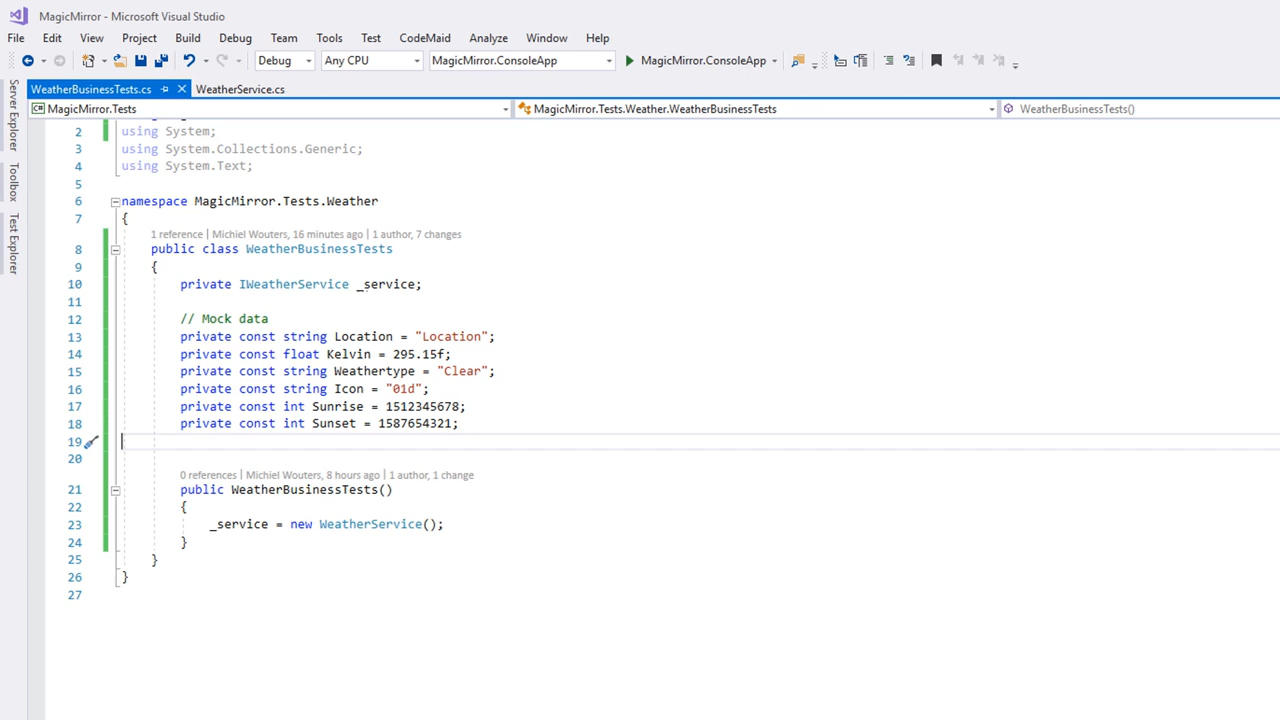 MagicMirror - Microsoft Visual Studio
File Edit View Project Build Debug Team Tools Test CodeMaid Analyze Window Help
Debug Any CPU MagicMirror.ConsoleApp MagicMirror.ConsoleApp
Server Explorer
Toolbox
Test Explorer
WeatherBusinessTests.cs WeatherService.cs
C# MagicMirror.Tests MagicMirror.Tests.Weather.WeatherBusinessTests WeatherBusinessTests()
2 using System;
3 using System.Collections.Generic;
4 using System.Text;
5
6 namespace MagicMirror.Tests.Weather
7 {
1 reference | Michiel Wouters, 16 minutes ago | 1 author, 7 changes
8 public class WeatherBusinessTests
9 {
10 private IWeatherService _service;
11
12 // Mock data
13 private const string Location = "Location";
14 private const float Kelvin = 295.15f;
15 private const string Weathertype = "Clear";
16 private const string Icon = "01d";
17 private const int Sunrise = 1512345678;
18 private const int Sunset = 1587654321;
19
20
0 references | Michiel Wouters, 8 hours ago | 1 author, 1 change
21 public WeatherBusinessTests()
22 {
23 _service = new WeatherService();
24 }
25 }
26 }
27